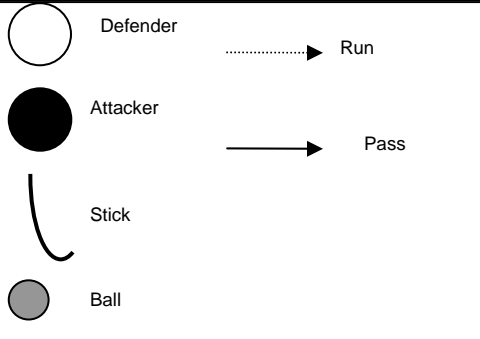 Defender
Run
Attacker
Pass
Stick
Ball